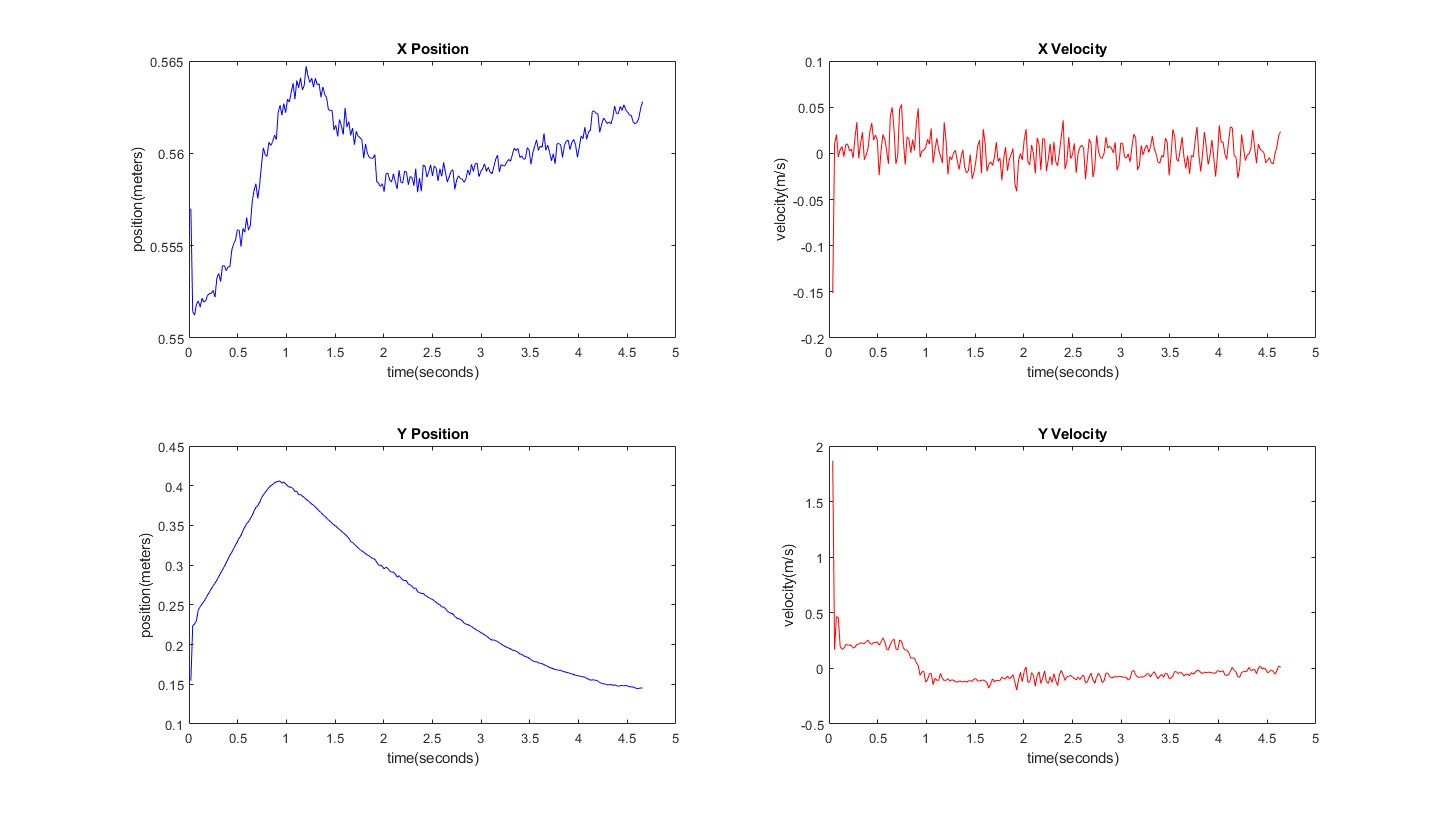 X Position
0.565
0.56
0.555
0.55
position(meters)
0 0.5 1 1.5 2 2.5 3 3.5 4 4.5 5
time(seconds)
X Velocity
0.1
0.05
0
-0.05
-0.1
-0.15
-0.2
velocity(m/s)
0 0.5 1 1.5 2 2.5 3 3.5 4 4.5 5
time(seconds)
Y Position
0.45
0.4
0.35
0.3
0.25
0.2
0.15
0.1
position(meters)
0 0.5 1 1.5 2 2.5 3 3.5 4 4.5 5
time(seconds)
Y Velocity
2
1.5
1
0.5
0
-0.5
velocity(m/s)
0 0.5 1 1.5 2 2.5 3 3.5 4 4.5 5
time(seconds)